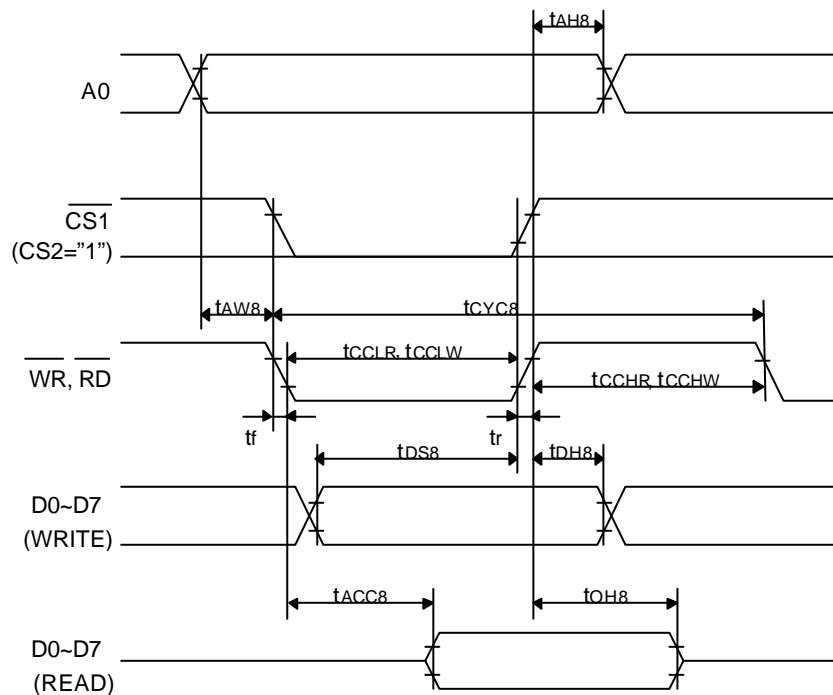 tAH8
A0
CS1
(CS2="1")
tAW8
tCYC8
tCCLR, tCCLW
WR, RD
tCCHR, tCCHW
tf
tr
tDS8
tDH8
D0~D7
(WRITE)
tACC8
tOH8
D0~D7
(READ)